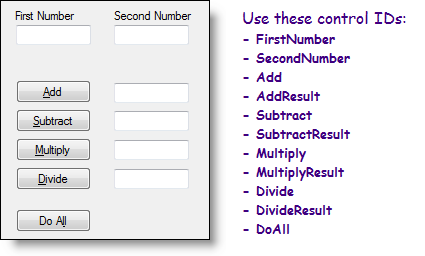 First Number Second Number
Add
Subtract
Multiply
Divide
Do All
Use these control IDs:
- FirstNumber
- SecondNumber
- Add
- AddResult
- Subtract
- SubtractResult
- Multiply
- MultiplyResult
- Divide
- DivideResult
- DoAll